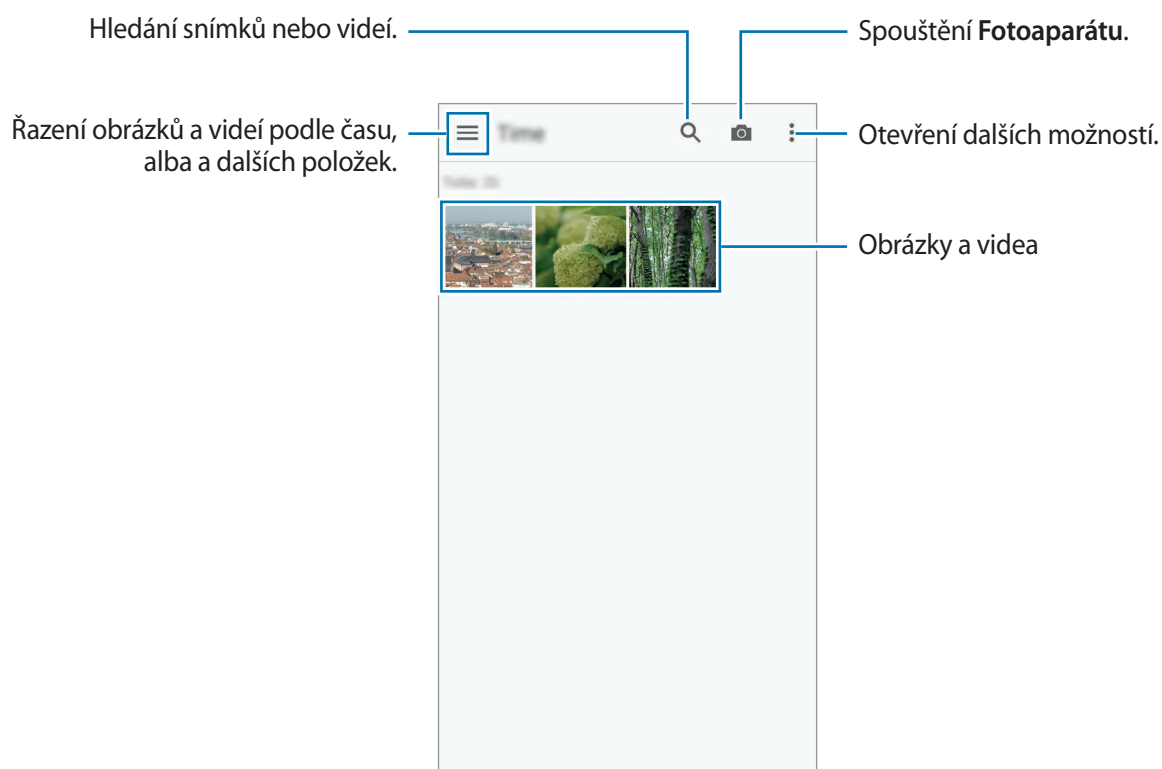 Hledání snímků nebo videí.
Spouštění Fotoaparátu.
Řazení obrázků a videí podle času,
alba a dalších položek.
Time
Otevření dalších možností.
Obrázky a videa